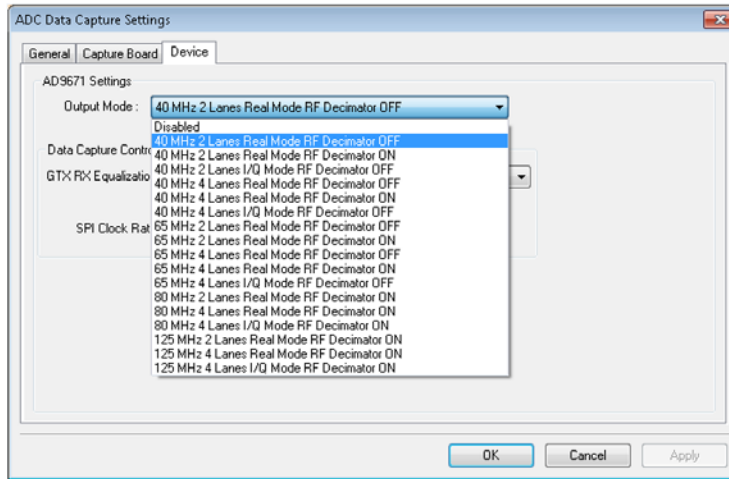 ADC Data Capture Settings
General Capture Board Device
AD9671 Settings
Output Mode : 40 MHz 2 Lanes Real Mode RF Decimator OFF
Disabled
40 MHz 2 Lanes Real Mode RF Decimator OFF
Data Capture Contro
40 MHz 2 Lanes Real Mode RF Decimator ON
40 MHz 2 Lanes I/Q Mode RF Decimator OFF
GTX RX Equalizatio
40 MHz 4 Lanes Real Mode RF Decimator OFF
40 MHz 4 Lanes Real Mode RF Decimator ON
40 MHz 4 Lanes I/Q Mode RF Decimator OFF
SPI Clock Rat
65 MHz 2 Lanes Real Mode RF Decimator OFF
65 MHz 2 Lanes Real Mode RF Decimator ON
65 MHz 4 Lanes Real Mode RF Decimator OFF
65 MHz 4 Lanes Real Mode RF Decimator ON
65 MHz 4 Lanes I/Q Mode RF Decimator OFF
80 MHz 2 Lanes Real Mode RF Decimator ON
80 MHz 4 Lanes Real Mode RF Decimator ON
80 MHz 4 Lanes I/Q Mode RF Decimator ON
125 MHz 2 Lanes Real Mode RF Decimator ON
125 MHz 4 Lanes Real Mode RF Decimator ON
125 MHz 4 Lanes I/Q Mode RF Decimator ON
OK Cancel Apply